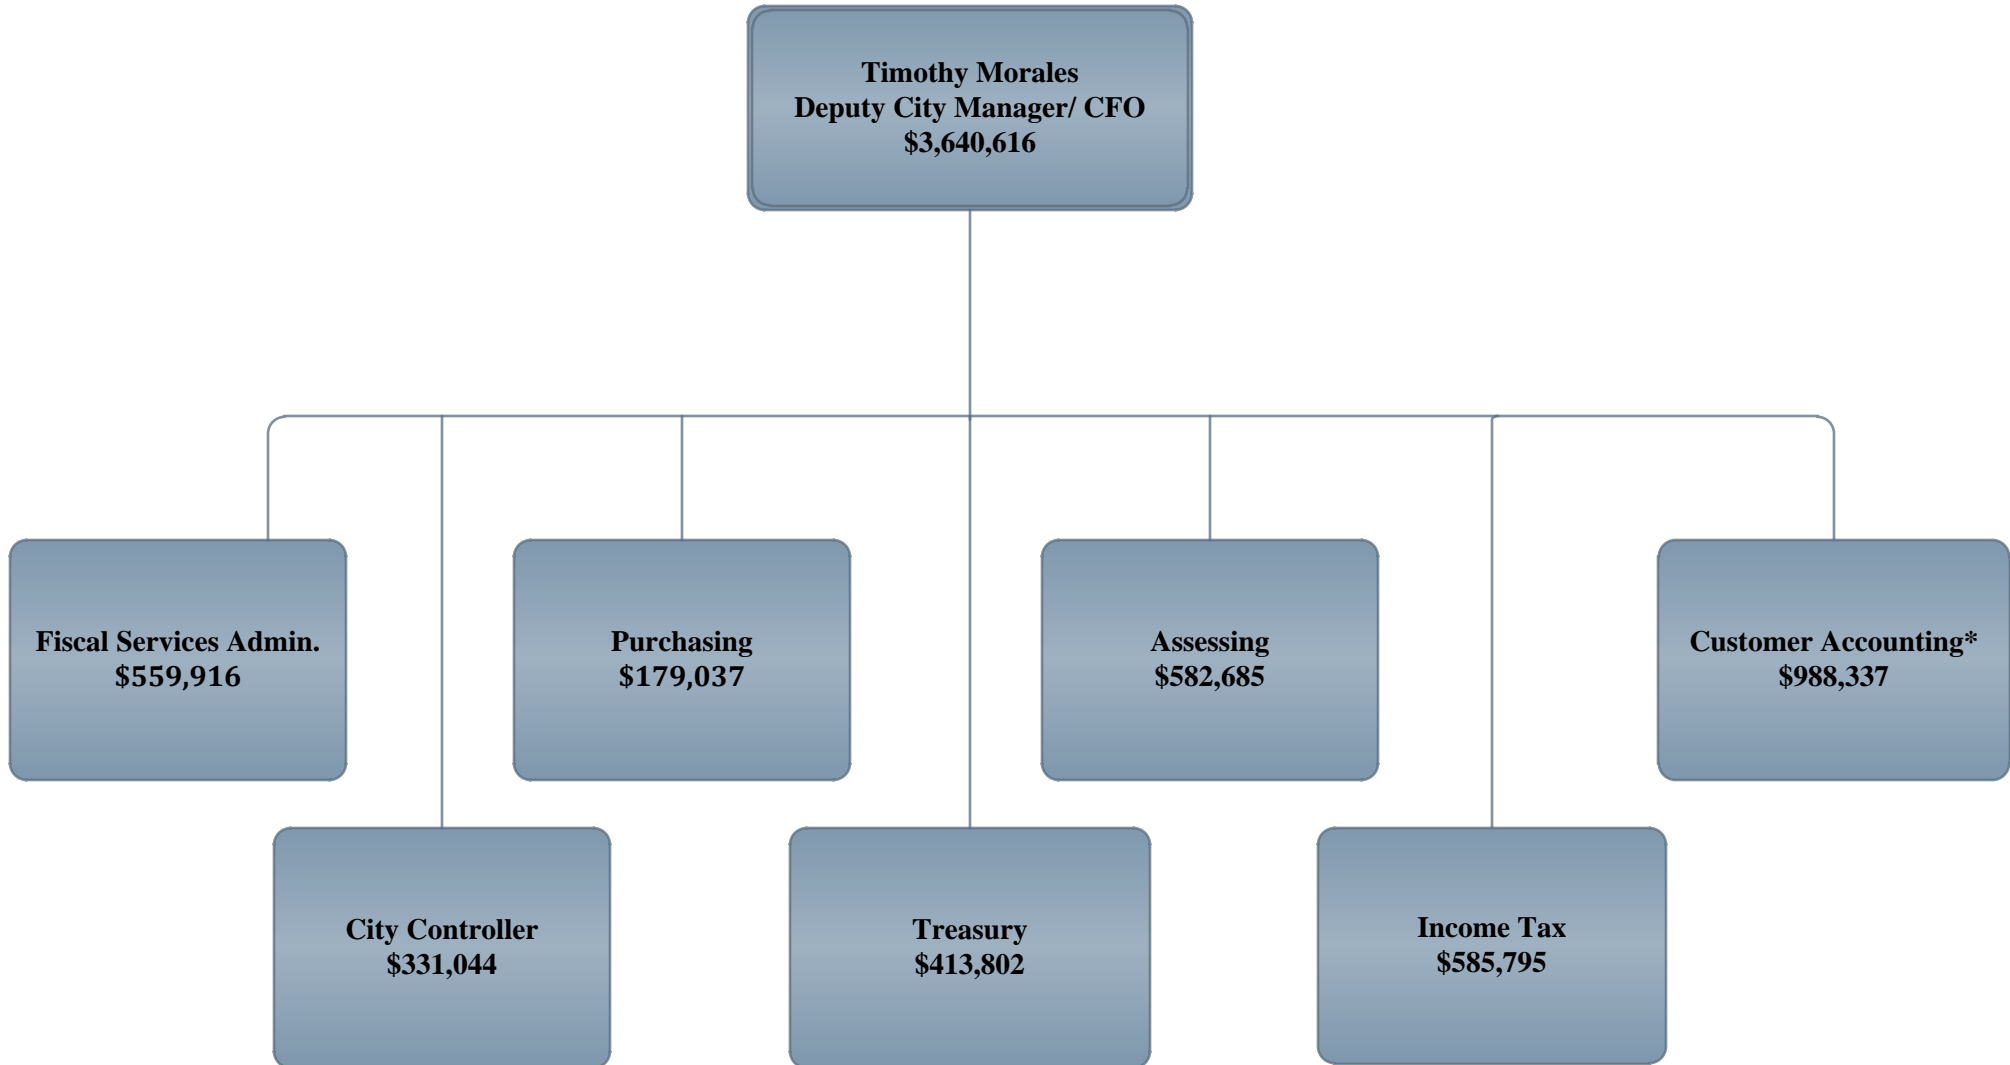 Timothy Morales
Deputy City Manager/ CFO
$3,640,616
Fiscal Services Admin.
$559,916
Purchasing
$179,037
Assessing
$582,685
Customer Accounting*
$988,337
City Controller
$331,044
Treasury
$413,802
Income Tax
$585,795